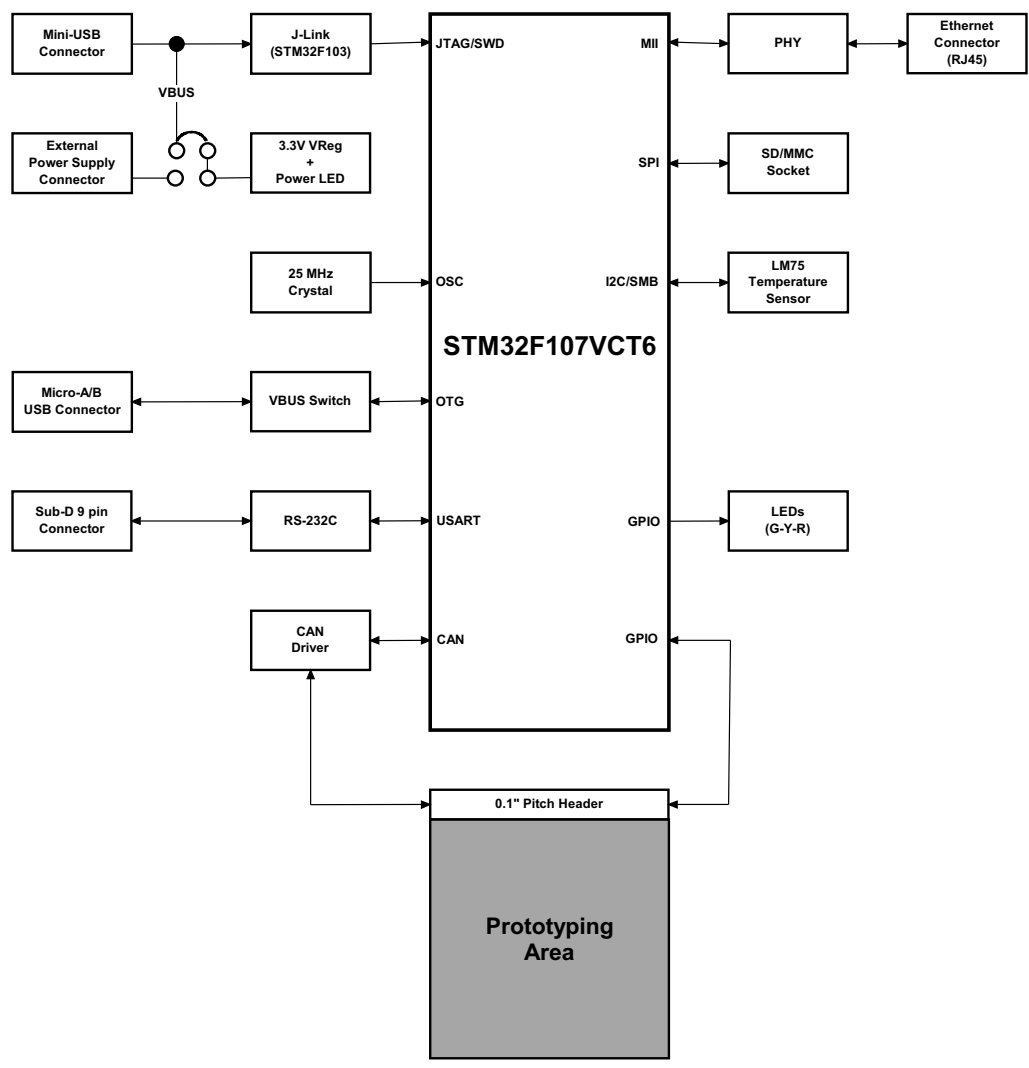 Mini-USB
Connector
J-Link
(STM32F103)
JTAG/SWD
MII
PHY
Ethernet
Connector
(RJ45)
VBUS
External
Power Supply
Connector
3.3V VReg
+
Power LED
SPI
SD/MMC
Socket
25 MHz
Crystal
OSC
I2C/SMB
LM75
Temperature
Sensor
STM32F107VCT6
Micro-A/B
USB Connector
VBUS Switch
OTG
Sub-D 9 pin
Connector
RS-232C
USART
GPIO
LEDs
(G-Y-R)
CAN
Driver
CAN
GPIO
0.1" Pitch Header
Prototyping
Area